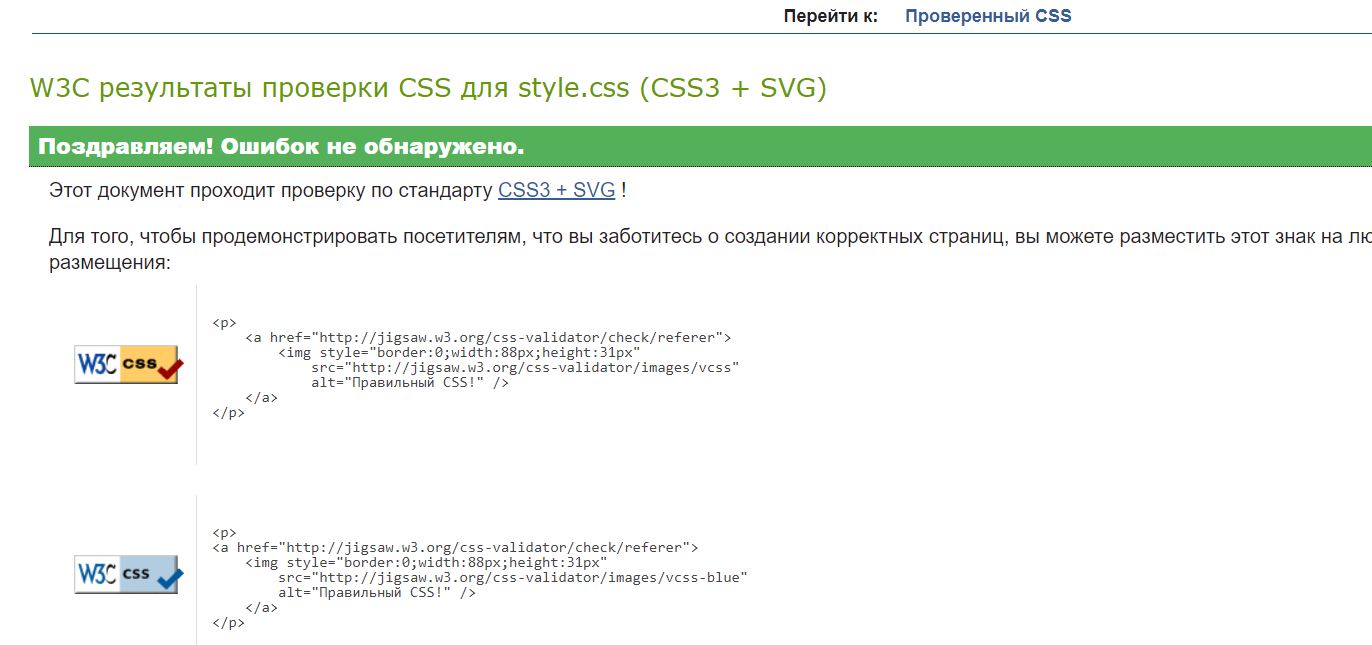 Перейти к: Проверенный CSS
W3C результаты проверки CSS для style.css (CSS3 + SVG)
Поздравляем! Ошибок не обнаружено.
Этот документ проходит проверку по стандарту CSS3 + SVG !
Для того, чтобы продемонстрировать посетителям, что вы заботитесь о создании корректных страниц, вы можете разместить этот знак на лю
размещения:
<p>
<a href="http://jigsaw.w3.org/css-validator/check/referer">
<img style="border:0;width:88px;height:31px"
W3C css
src="http://jigsaw.w3.org/css-validator/images/vcss"
alt="Правильный CSS!" />
</a>
</p>
<p>
<a href="http://jigsaw.w3.org/css-validator/check/referer">
<img style="border:0;width:88px;height:31px"
W3C css
src="http://jigsaw.w3.org/css-validator/images/vcss-blue"
alt="Правильный CSS!" />
</a>
</p>